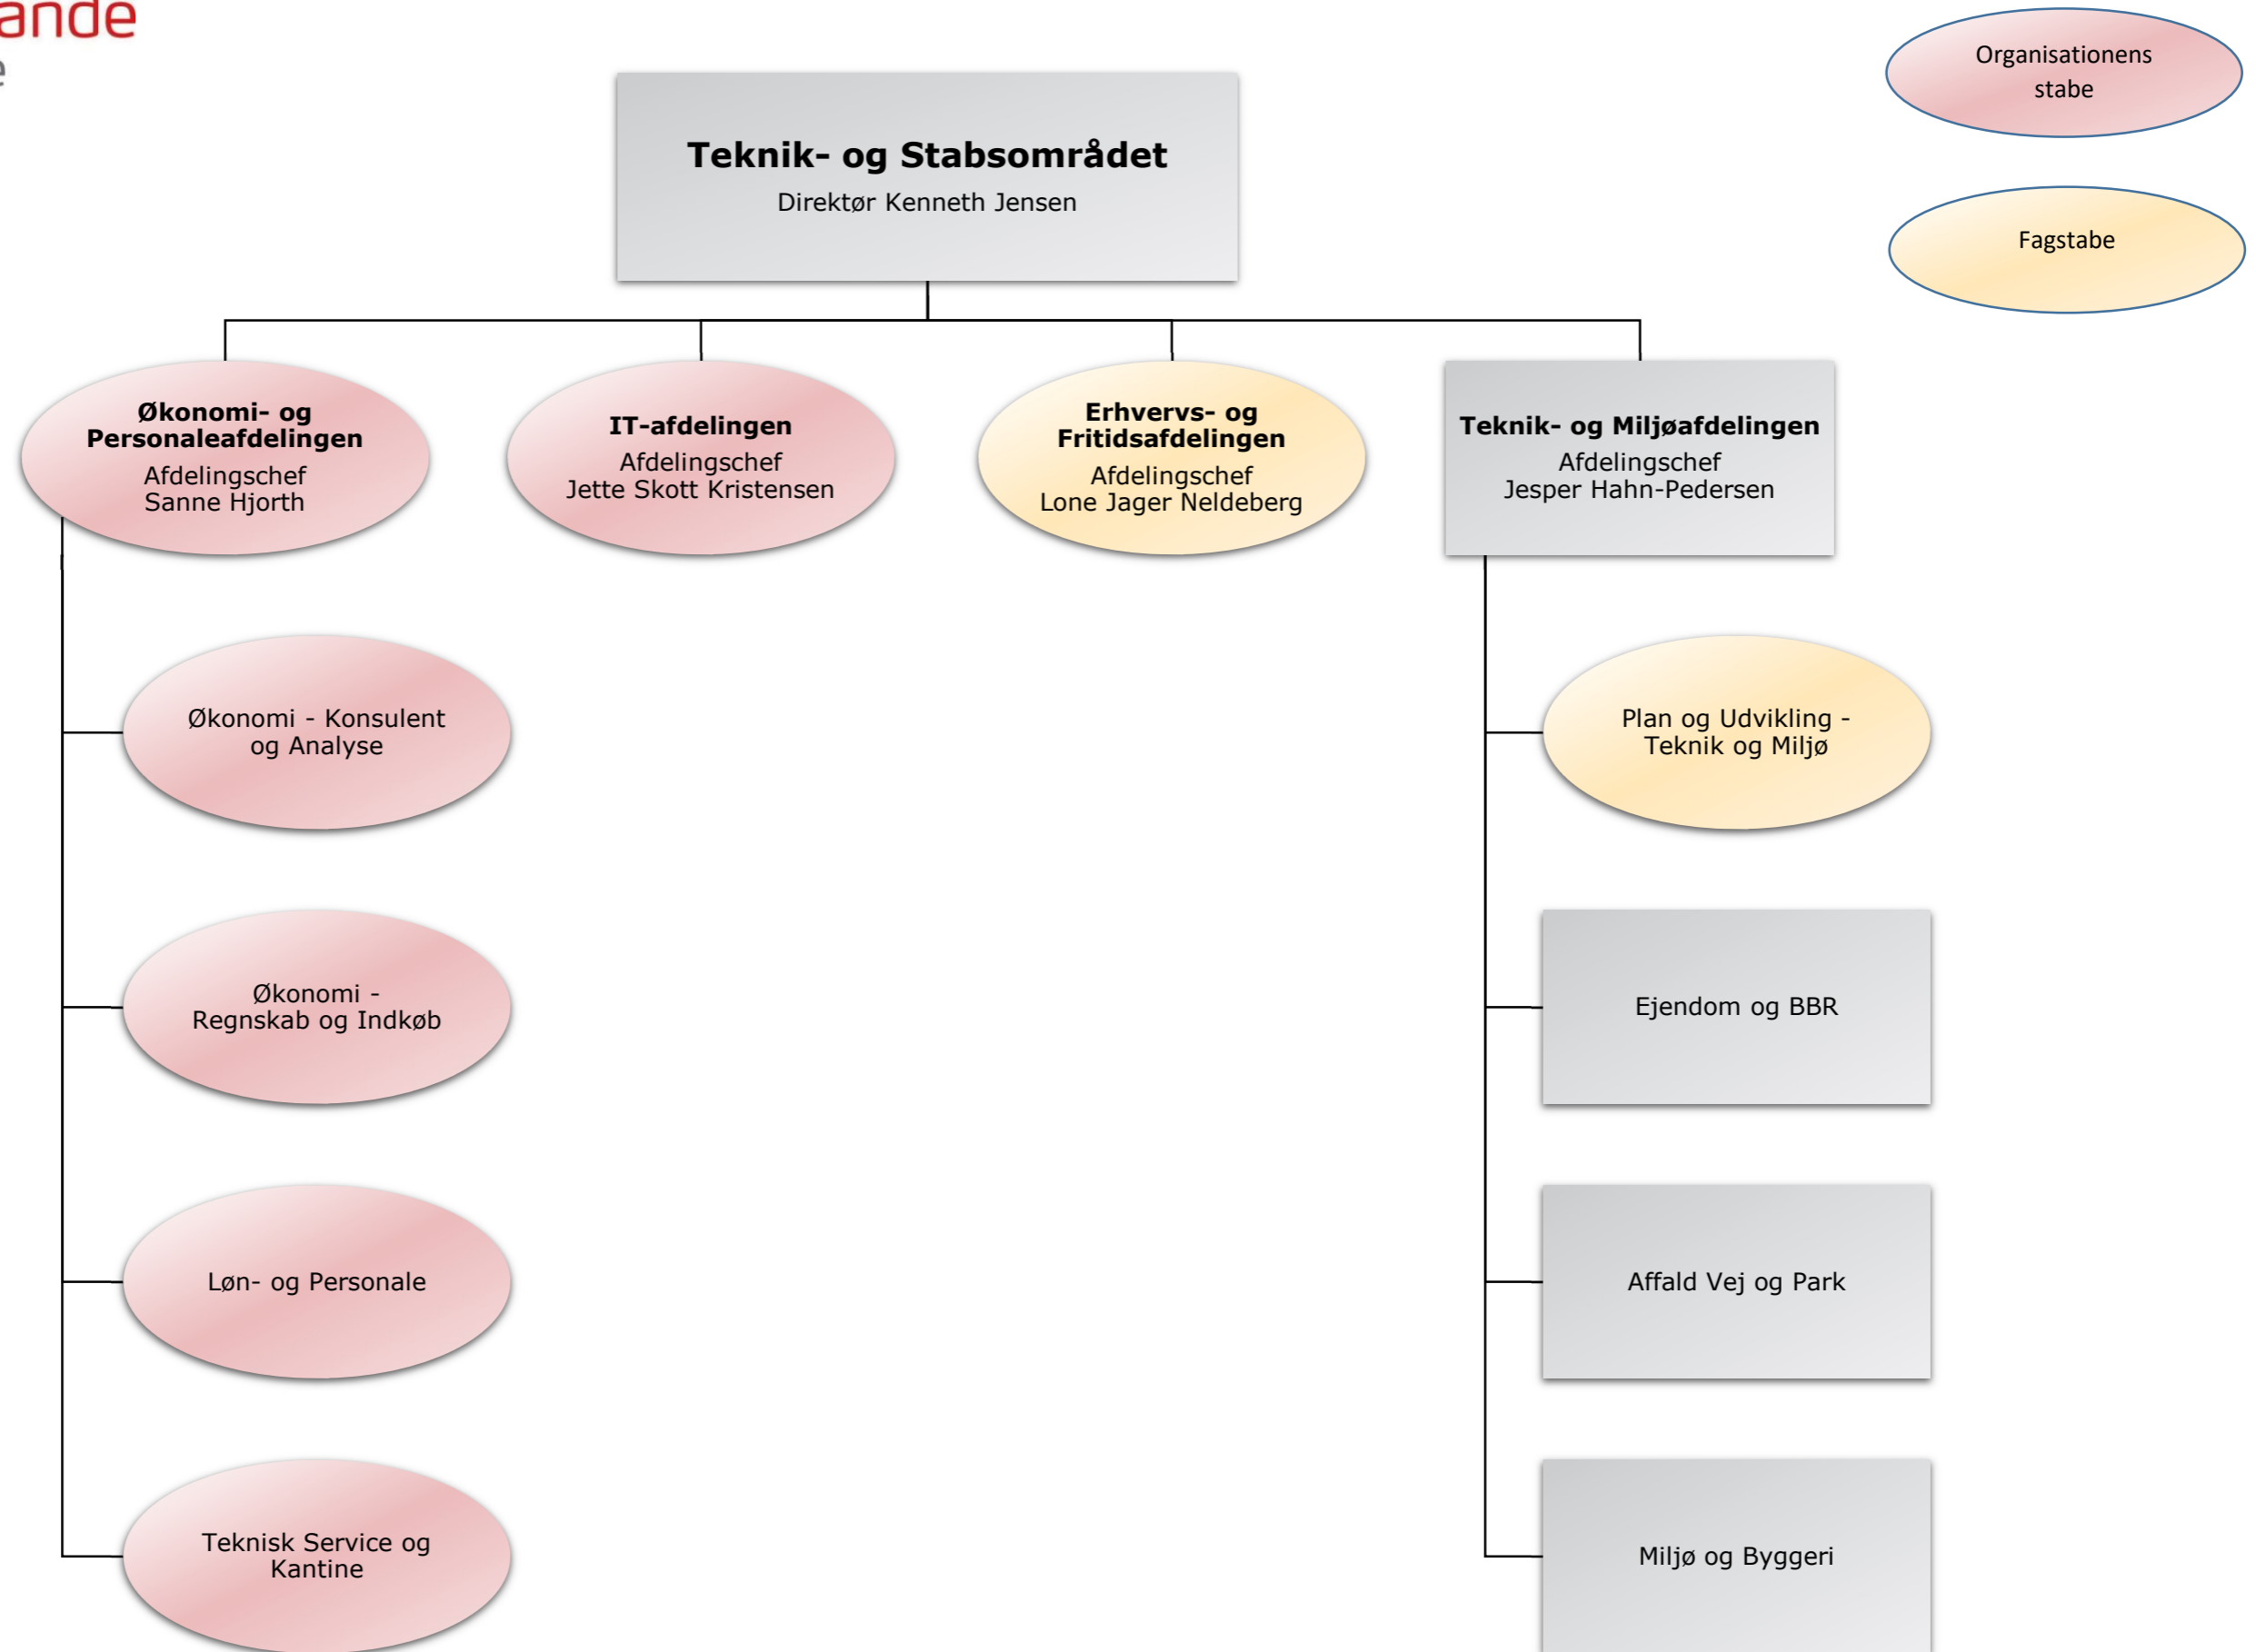 Organisationens
stabe
Fagstabe
Teknik- og Stabsområdet
Direktør Kenneth Jensen
Økonomi- og
Personaleafdelingen
Afdelingschef
Sanne Hjorth
IT-afdelingen
Afdelingschef
Jette Skott Kristensen
Erhvervs- og
Fritidsafdelingen
Afdelingschef
Lone Jager Neldeberg
Teknik- og Miljøafdelingen
Afdelingschef
Jesper Hahn-Pedersen
Økonomi - Konsulent
og Analyse
Økonomi -
Regnskab og Indkøb
Løn- og Personale
Teknisk Service og
Kantine
Plan og Udvikling -
Teknik og Miljø
Ejendom og BBR
Affald Vej og Park
Miljø og Byggeri